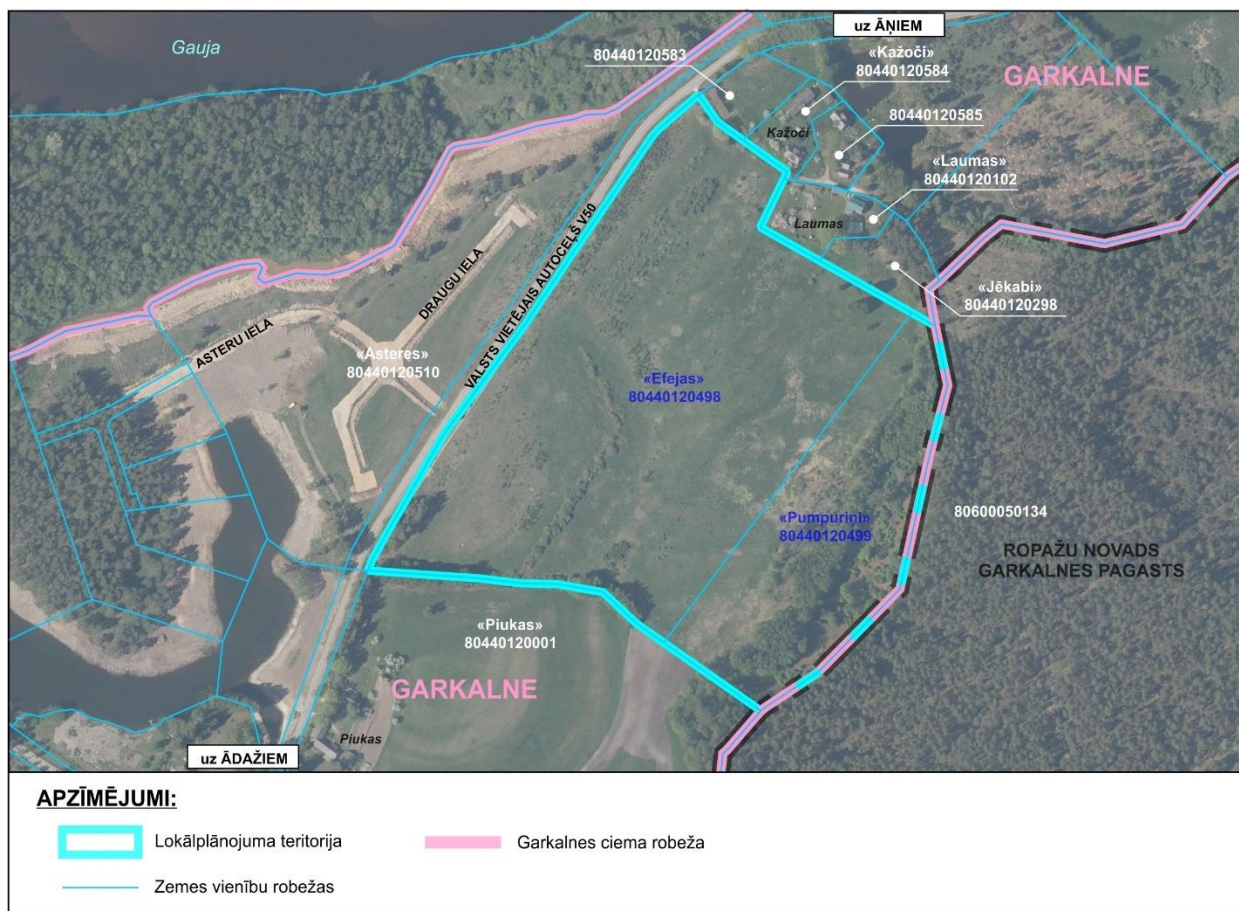 Gauja
uz ĀŅIEM
80440120583
«Kažoči»
80440120584
GARKALNE
80440120585
Kažoči
«Laumas»
80440120102
Laumas
«Jēkabi»
80440120298
VALSTS VIETĒJAIS AUTOCEĻŠ V50
DRAUGU IELA
ASTERU IELA
«Asteres»
80440120510
«Efejas»
80440120498
«Pumpuriņi»
80440120499
80600050134
ROPAŽU NOVADS
GARKALNES PAGASTS
«Piukas»
80440120001
GARKALNE
Piukas
uz ĀDAŽIEM
APZĪMĒJUMI:
Lokālplānojuma teritorija
Garkalnes ciema robeža
Zemes vienību robežas